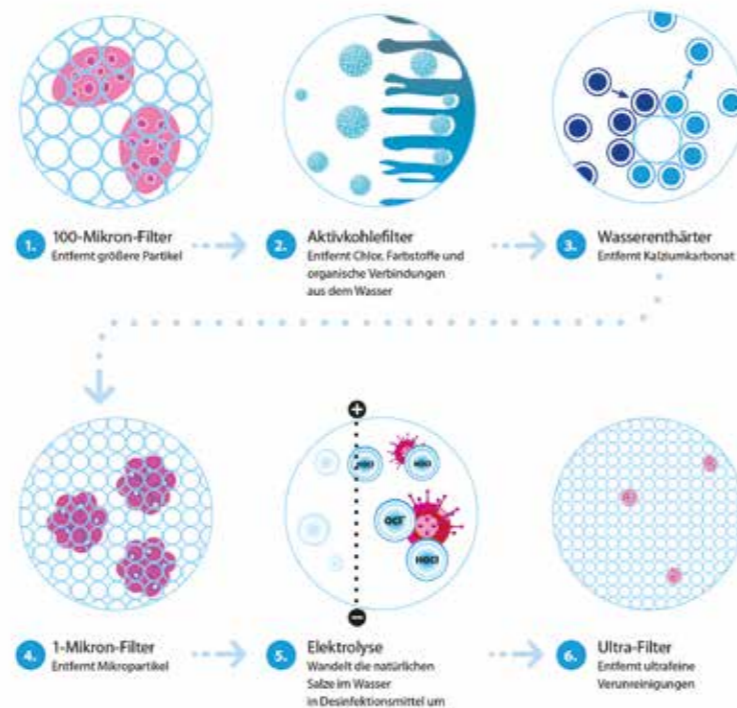 1. 100-Mikron-Filter
Entfernt größere Partikel
2. Aktivkohlefilter
Entfernt Chlor, Farbstoffe und
organische Verbindungen
aus dem Wasser
3. Wasserenthärter
Entfernt Kalziumkarbonat
+
HOCl
HOCl
OCl
HOCl
−
4. 1-Mikron-Filter
Entfernt Mikropartikel
5. Elektrolyse
Wandelt die natürlichen
Salze im Wasser
in Desinfektionsmittel um
6. Ultra-Filter
Entfernt ultrafeine
Verunreinigungen